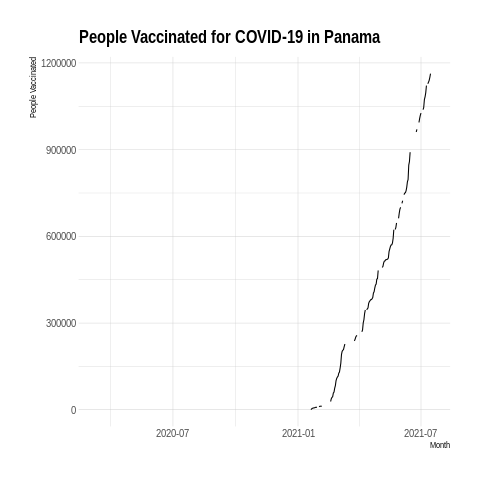 People Vaccinated for COVID-19 in Panama
People Vaccinated
1200000
900000
600000
300000
0
2020-07
2021-01
2021-07
Month